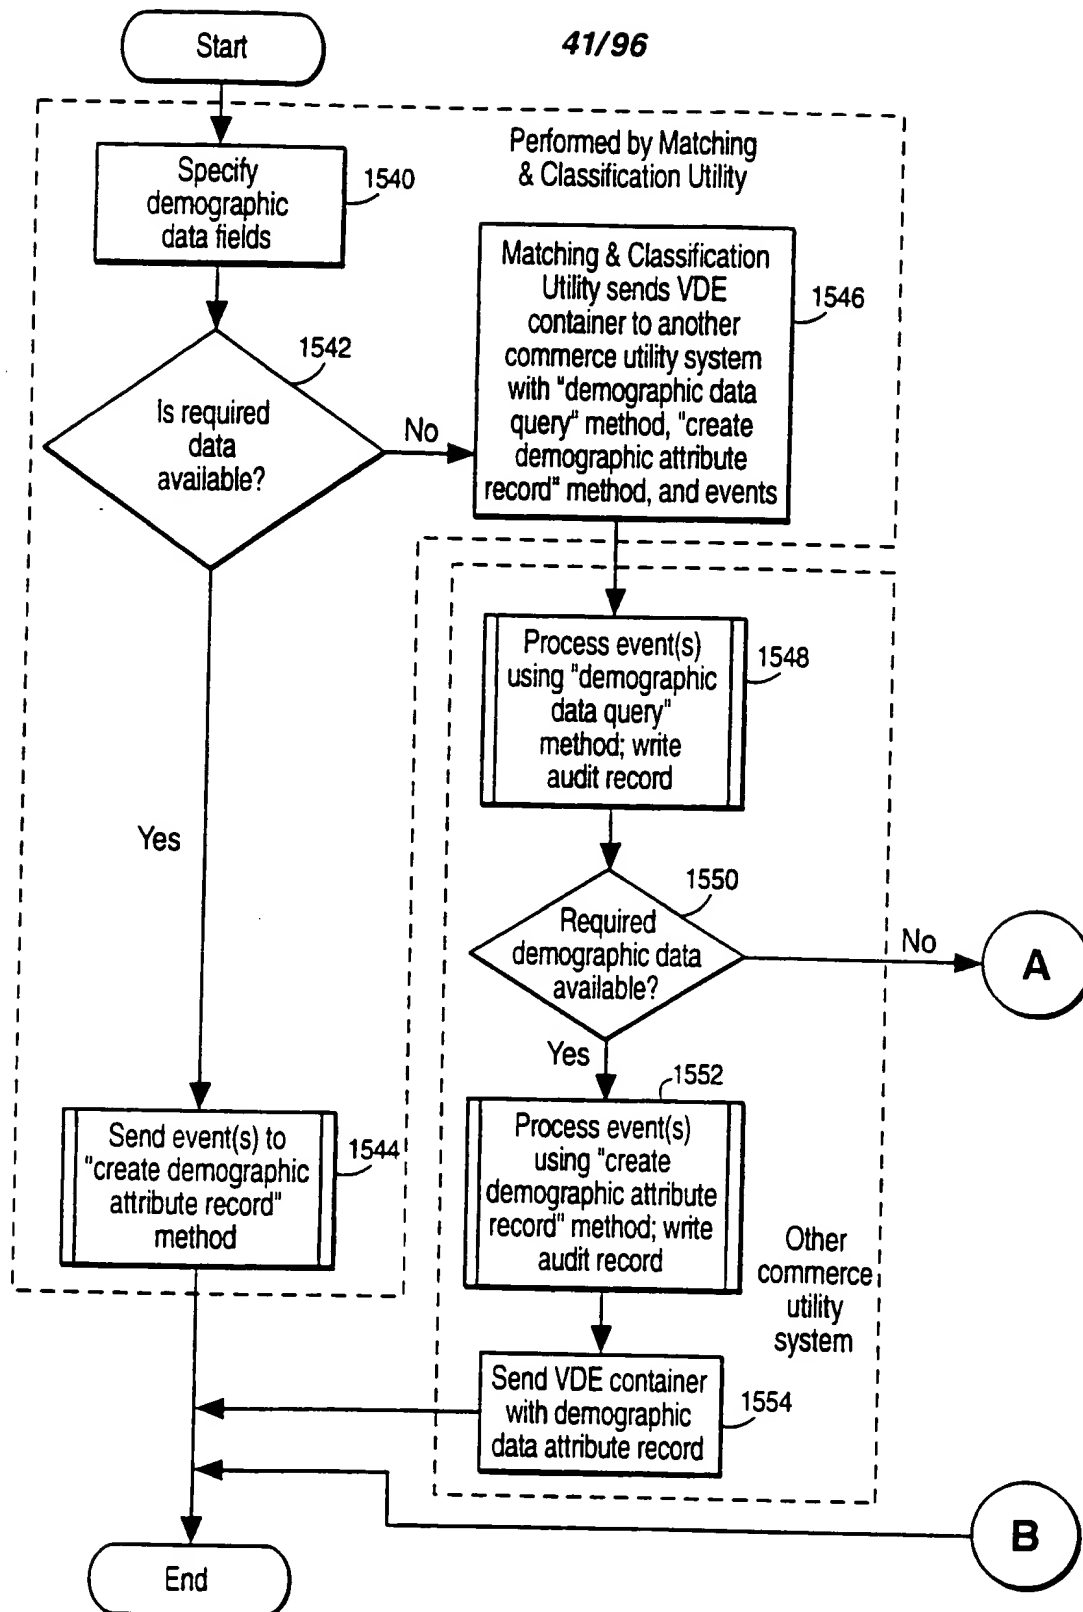 Start
41/96
Performed by Matching
& Classification Utility
Specify
demographic
data fields
1540
Matching & Classification
Utility sends VDE
container to another
commerce utility system
with "demographic data
query" method, "create
demographic attribute
record" method, and events
1546
1542
Is required
data
available?
No
Process event(s)
using "demographic
data query"
method; write
audit record
1548
Yes
1550
Required
demographic data
available?
No
A
Yes
1552
Process event(s)
using "create
demographic attribute
record" method; write
audit record
Send event(s) to
"create demographic
attribute record"
method
1544
Other
commerce
utility
system
Send VDE container
with demographic
data attribute record
1554
B
End